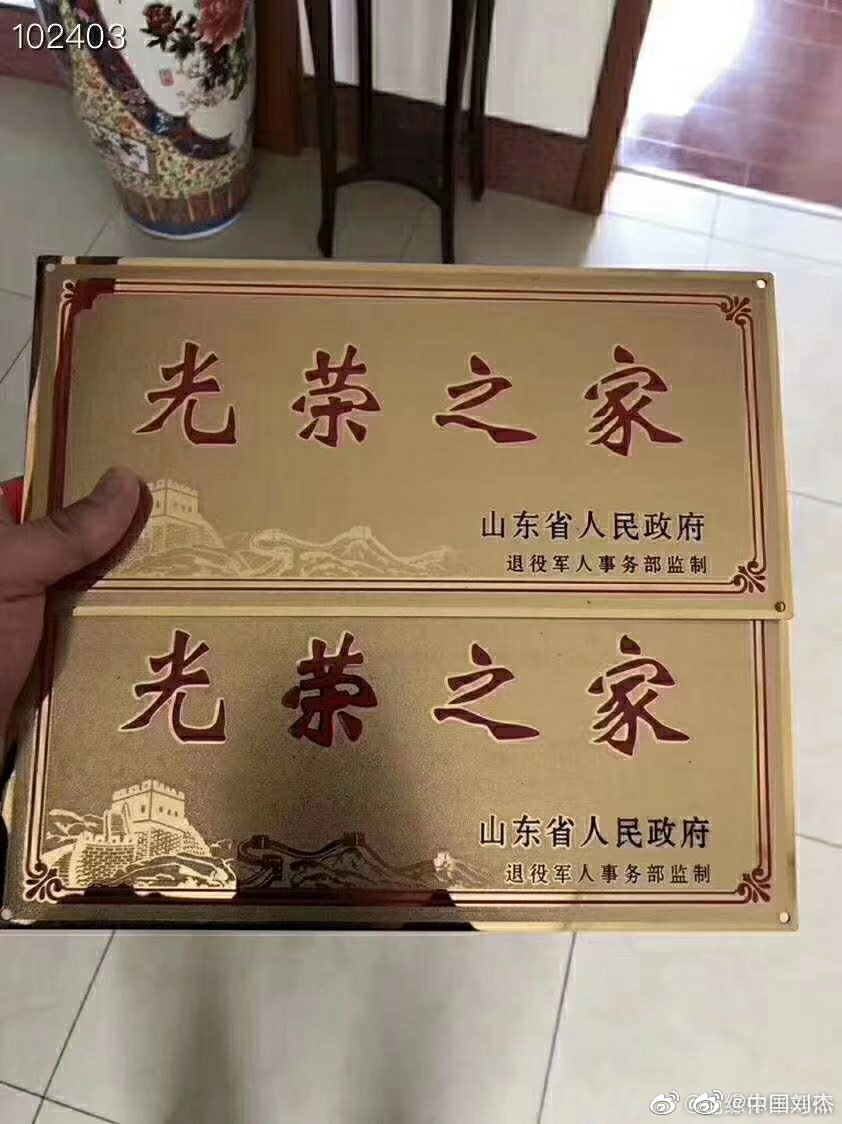 102403
光荣之家
山东省人民政府
退役军人事务部监制
光荣之家
山东省人民政府
退役军人事务部监制
@中国刘杰